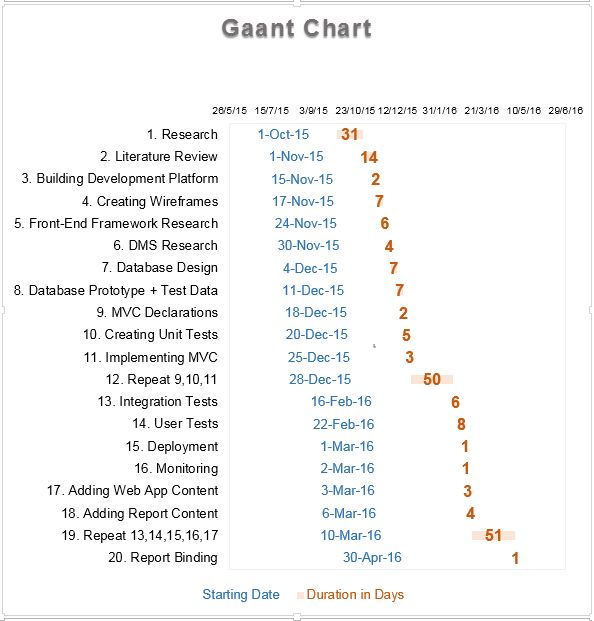 Gaant Chart
26/5/15 15/7/15 3/9/15 23/10/15 12/12/15 31/1/16 21/3/16 10/5/16 29/6/16
1. Research 1-Oct-15 31
2. Literature Review 1-Nov-15 14
3. Building Development Platform 15-Nov-15 2
4. Creating Wireframes 17-Nov-15 7
5. Front-End Framework Research 24-Nov-15 6
6. DMS Research 30-Nov-15 4
7. Database Design 4-Dec-15 7
8. Database Prototype + Test Data 11-Dec-15 7
9. MVC Declarations 18-Dec-15 2
10. Creating Unit Tests 20-Dec-15 5
11. Implementing MVC 25-Dec-15 3
12. Repeat 9,10,11 28-Dec-15 50
13. Integration Tests 16-Feb-16 6
14. User Tests 22-Feb-16 8
15. Deployment 1-Mar-16 1
16. Monitoring 2-Mar-16 1
17. Adding Web App Content 3-Mar-16 3
18. Adding Report Content 6-Mar-16 4
19. Repeat 13,14,15,16,17 10-Mar-16 51
20. Report Binding 30-Apr-16 1
Starting Date Duration in Days